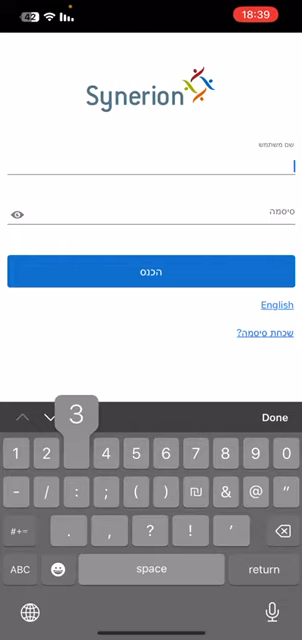 42 18:39
Synerion
שם משתמש
סיסמה
הכנס
English
שכחת סיסמה?
3
Done
1 2 4 5 6 7 8 9 0
- / : ; ( ) ₪ & @ "
#+= . , ? ! '
ABC space return